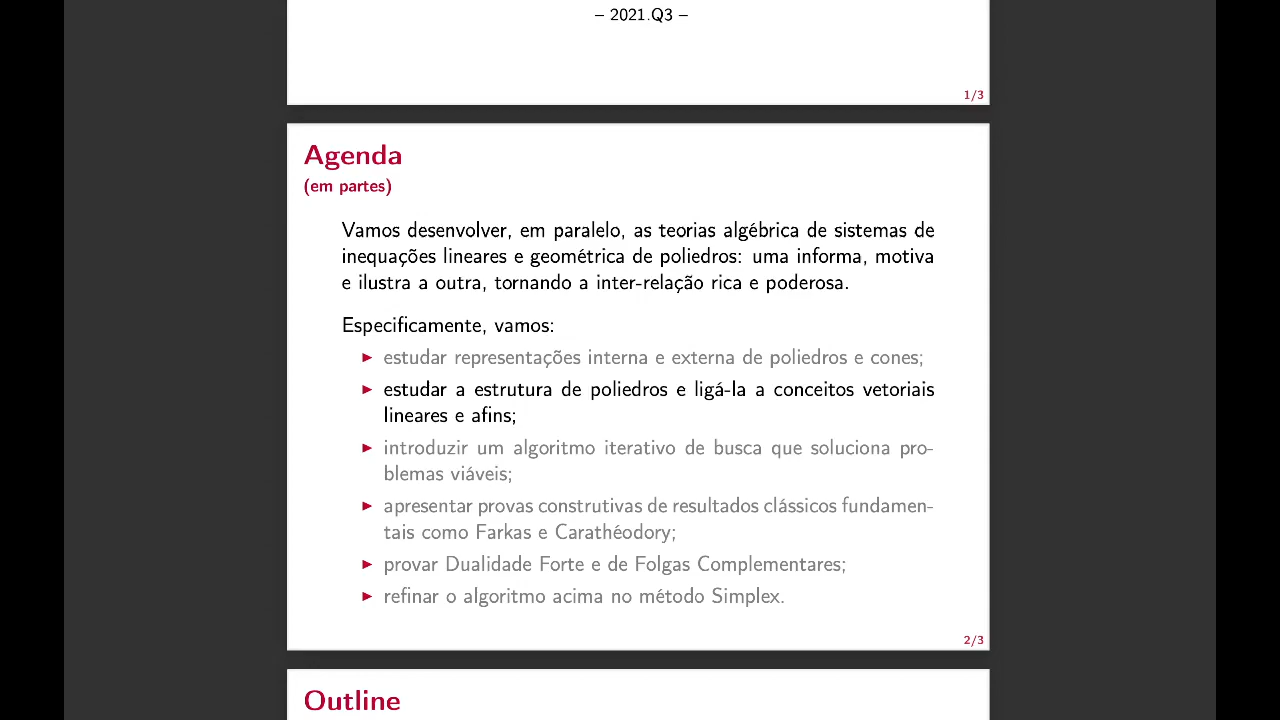 – 2021.Q3 –
1/3
Agenda
(em partes)
Vamos desenvolver, em paralelo, as teorias algébrica de sistemas de
inequações lineares e geométrica de poliedros: uma informa, motiva
e ilustra a outra, tornando a inter-relação rica e poderosa.
Especificamente, vamos:
▶ estudar representações interna e externa de poliedros e cones;
▶ estudar a estrutura de poliedros e ligá-la a conceitos vetoriais
lineares e afins;
▶ introduzir um algoritmo iterativo de busca que soluciona pro-
blemas viáveis;
▶ apresentar provas construtivas de resultados clássicos fundamen-
tais como Farkas e Carathéodory;
▶ provar Dualidade Forte e de Folgas Complementares;
▶ refinar o algoritmo acima no método Simplex.
2/3
Outline